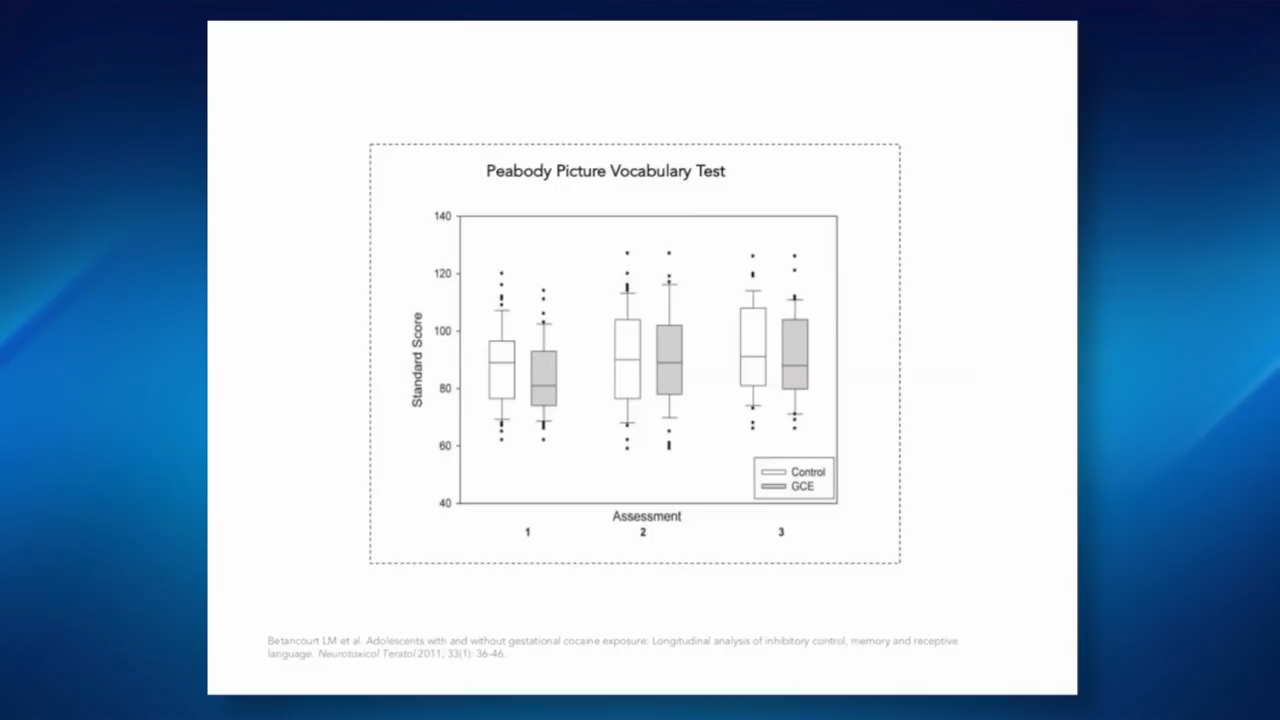 Peabody Picture Vocabulary Test
140
120
100
80
60
40
Standard Score
Control
GCE
Assessment
1 2 3
Betancourt LM et al. Adolescents with and without gestational cocaine exposure: Longitudinal analysis of inhibitory control, memory and receptive
language. Neurotoxicol Teratol 2011; 33(1): 36-46.